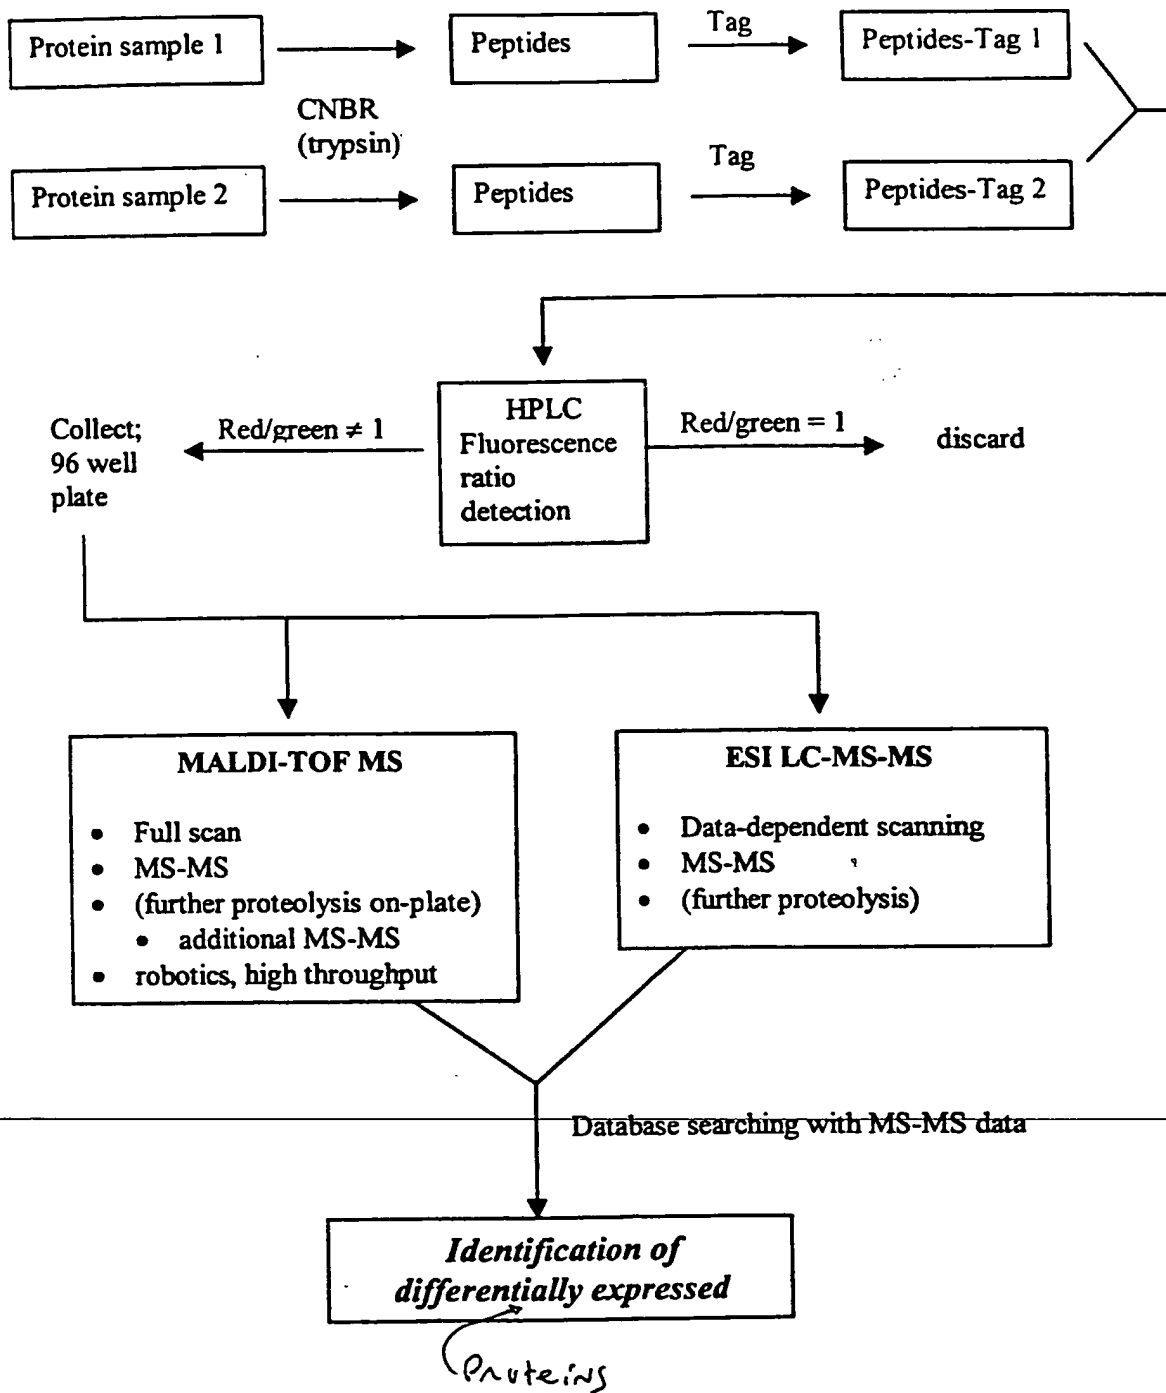 Protein sample 1
Peptides
Tag
Peptides-Tag 1
CNBR
(trypsin)
Protein sample 2
Peptides
Tag
Peptides-Tag 2
Collect;
96 well
plate
Red/green ≠ 1
HPLC
Fluorescence
ratio
detection
Red/green = 1
discard
MALDI-TOF MS
• Full scan
• MS-MS
• (further proteolysis on-plate)
• additional MS-MS
• robotics, high throughput
ESI LC-MS-MS
• Data-dependent scanning
• MS-MS
• (further proteolysis)
Database searching with MS-MS data
Identification of
differentially expressed
Proteins